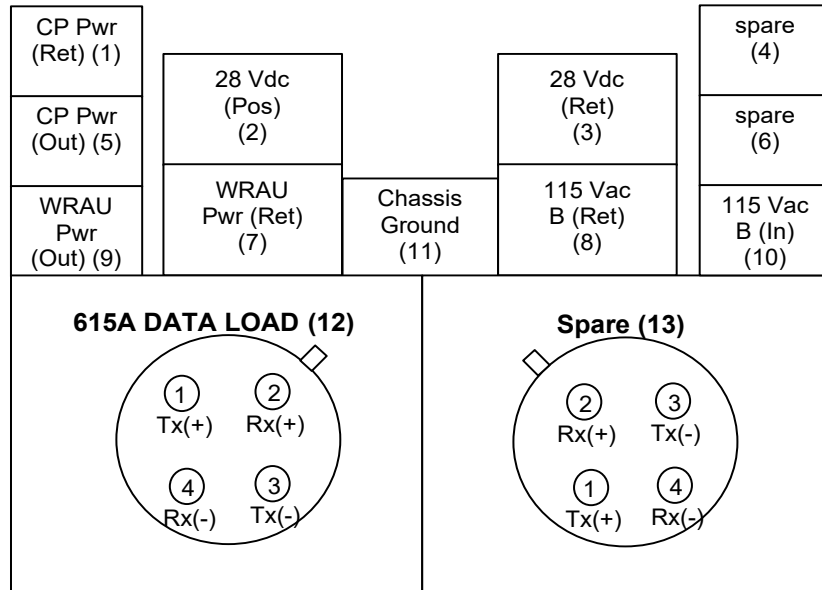 CP Pwr
(Ret) (1)
28 Vdc
(Pos)
(2)
28 Vdc
(Ret)
(3)
spare
(4)
CP Pwr
(Out) (5)
spare
(6)
WRAU
Pwr
(Out) (9)
WRAU
Pwr (Ret)
(7)
Chassis
Ground
(11)
115 Vac
B (Ret)
(8)
115 Vac
B (In)
(10)
615A DATA LOAD (12)
1
Tx(+)
2
Rx(+)
4
Rx(-)
3
Tx(-)
Spare (13)
2
Rx(+)
3
Tx(-)
1
Tx(+)
4
Rx(-)